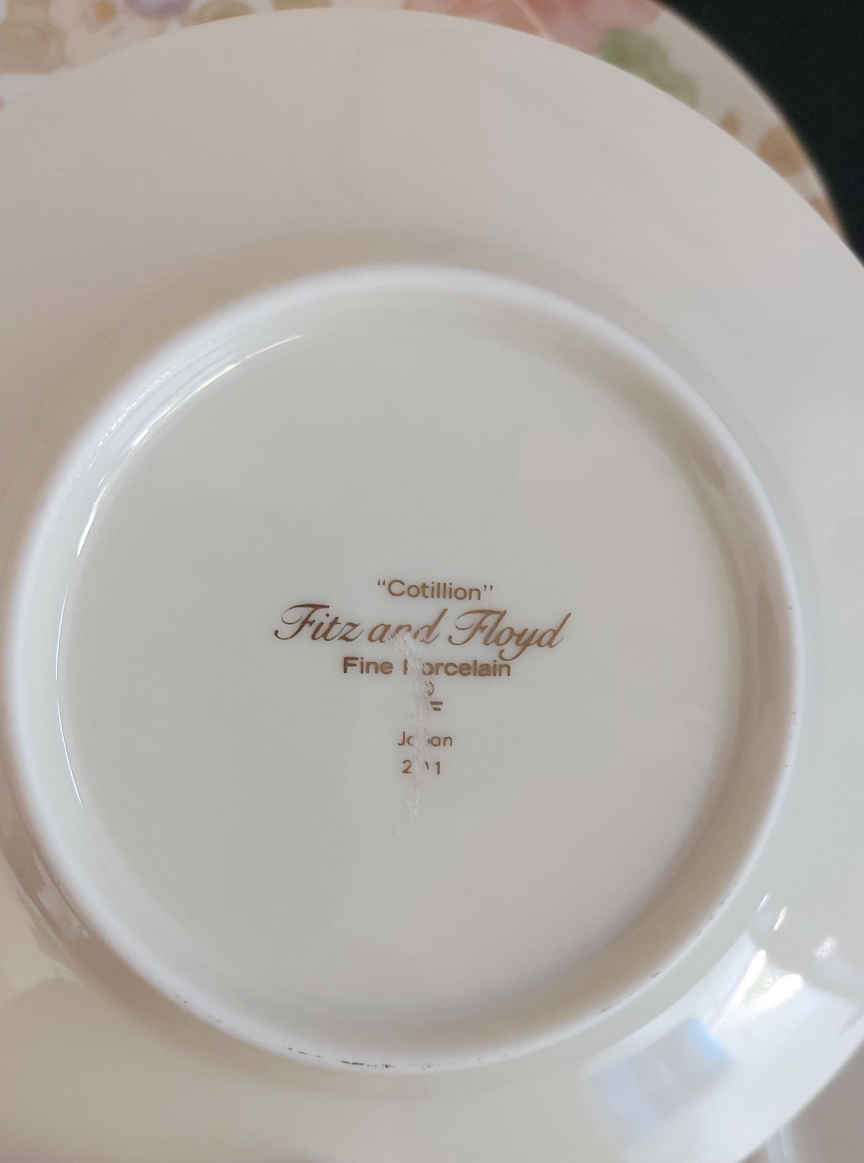 “Cotillion”
Fitz and Floyd
Fine Porcelain
Japan